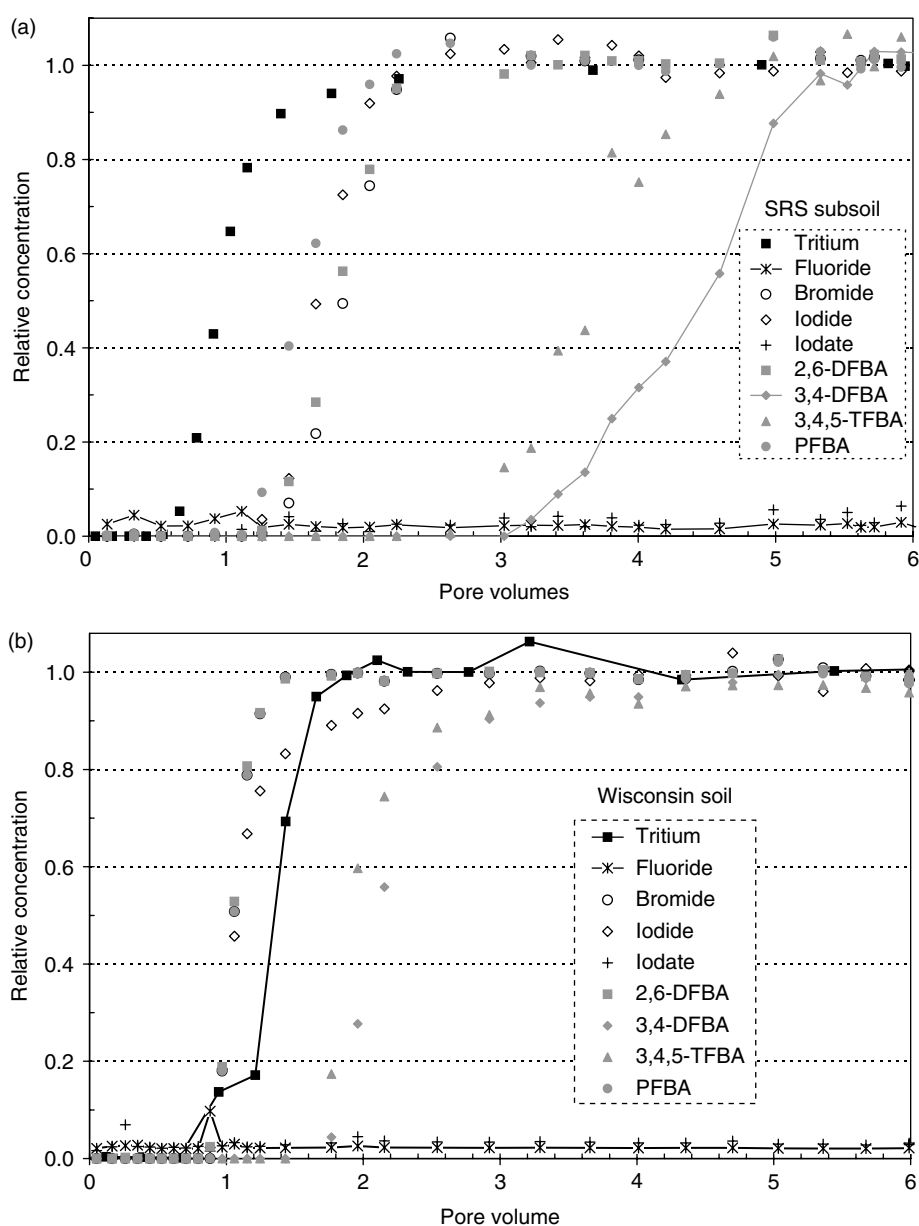 (a)
1.0
0.8
0.6
0.4
0.2
0.0
Relative concentration
0 1 2 3 4 5 6
Pore volumes
SRS subsoil
Tritium
Fluoride
Bromide
Iodide
Iodate
2,6-DFBA
3,4-DFBA
3,4,5-TFBA
PFBA
(b)
1.0
0.8
0.6
0.4
0.2
0.0
Relative concentration
0 1 2 3 4 5 6
Pore volume
Wisconsin soil
Tritium
Fluoride
Bromide
Iodide
Iodate
2,6-DFBA
3,4-DFBA
3,4,5-TFBA
PFBA